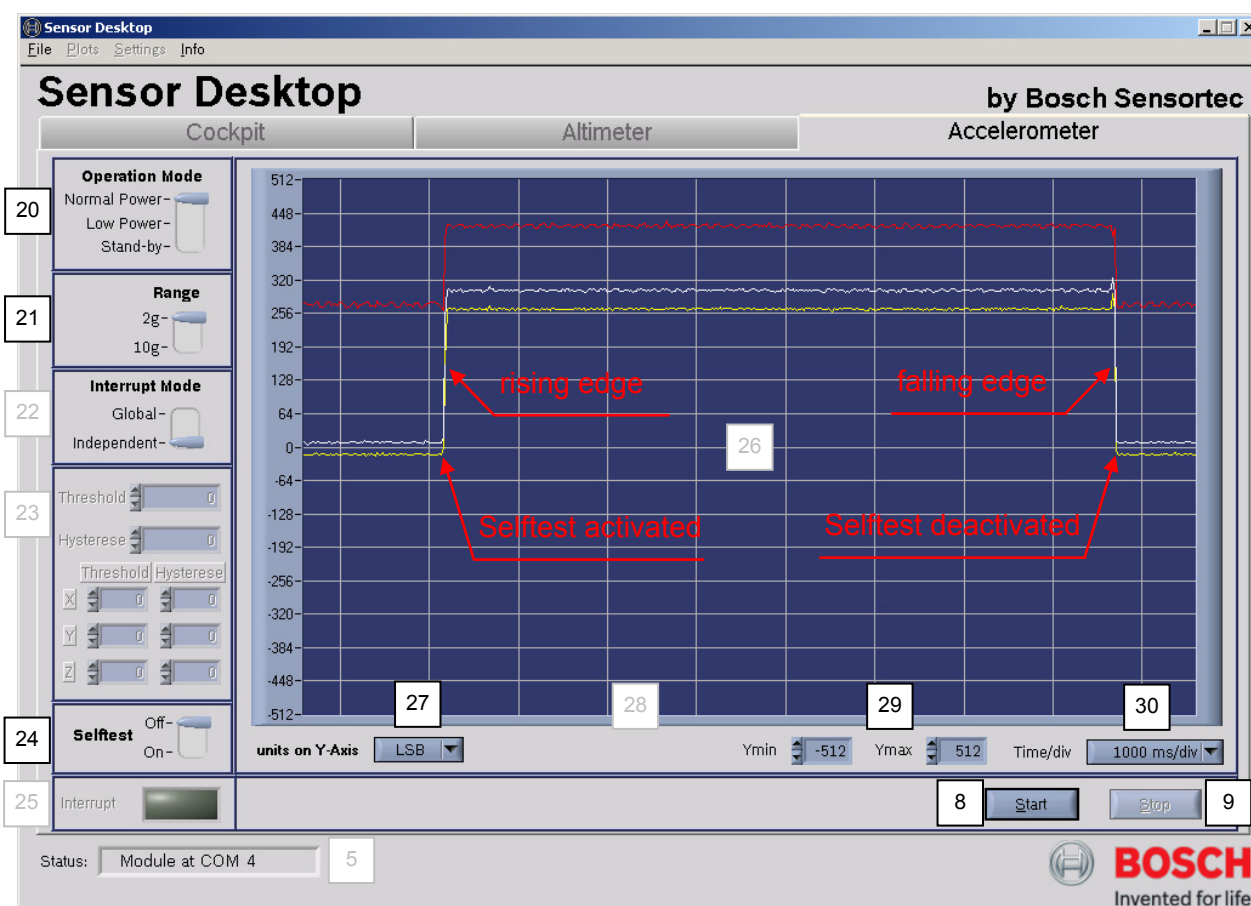 Sensor Desktop
File Plots Settings Info
Sensor Desktop
by Bosch Sensortec
Cockpit
Altimeter
Accelerometer
20
Operation Mode
Normal Power
Low Power
Stand-by
21
Range
2g
10g
22
Interrupt Mode
Global
Independent
23
Threshold 0
Hysterese 0
Threshold Hysterese
X 0 0
Y 0 0
Z 0 0
24
Selftest
Off
On
25
Interrupt
512
448
384
320
256
192
128
64
0
-64
-128
-192
-256
-320
-384
-448
-512
rising edge
falling edge
26
Selftest activated
Selftest deactivated
27
28
29
30
units on Y-Axis LSB
Ymin -512
Ymax 512
Time/div 1000 ms/div
8
Start
Stop
9
Status: Module at COM 4
5
BOSCH
Invented for life